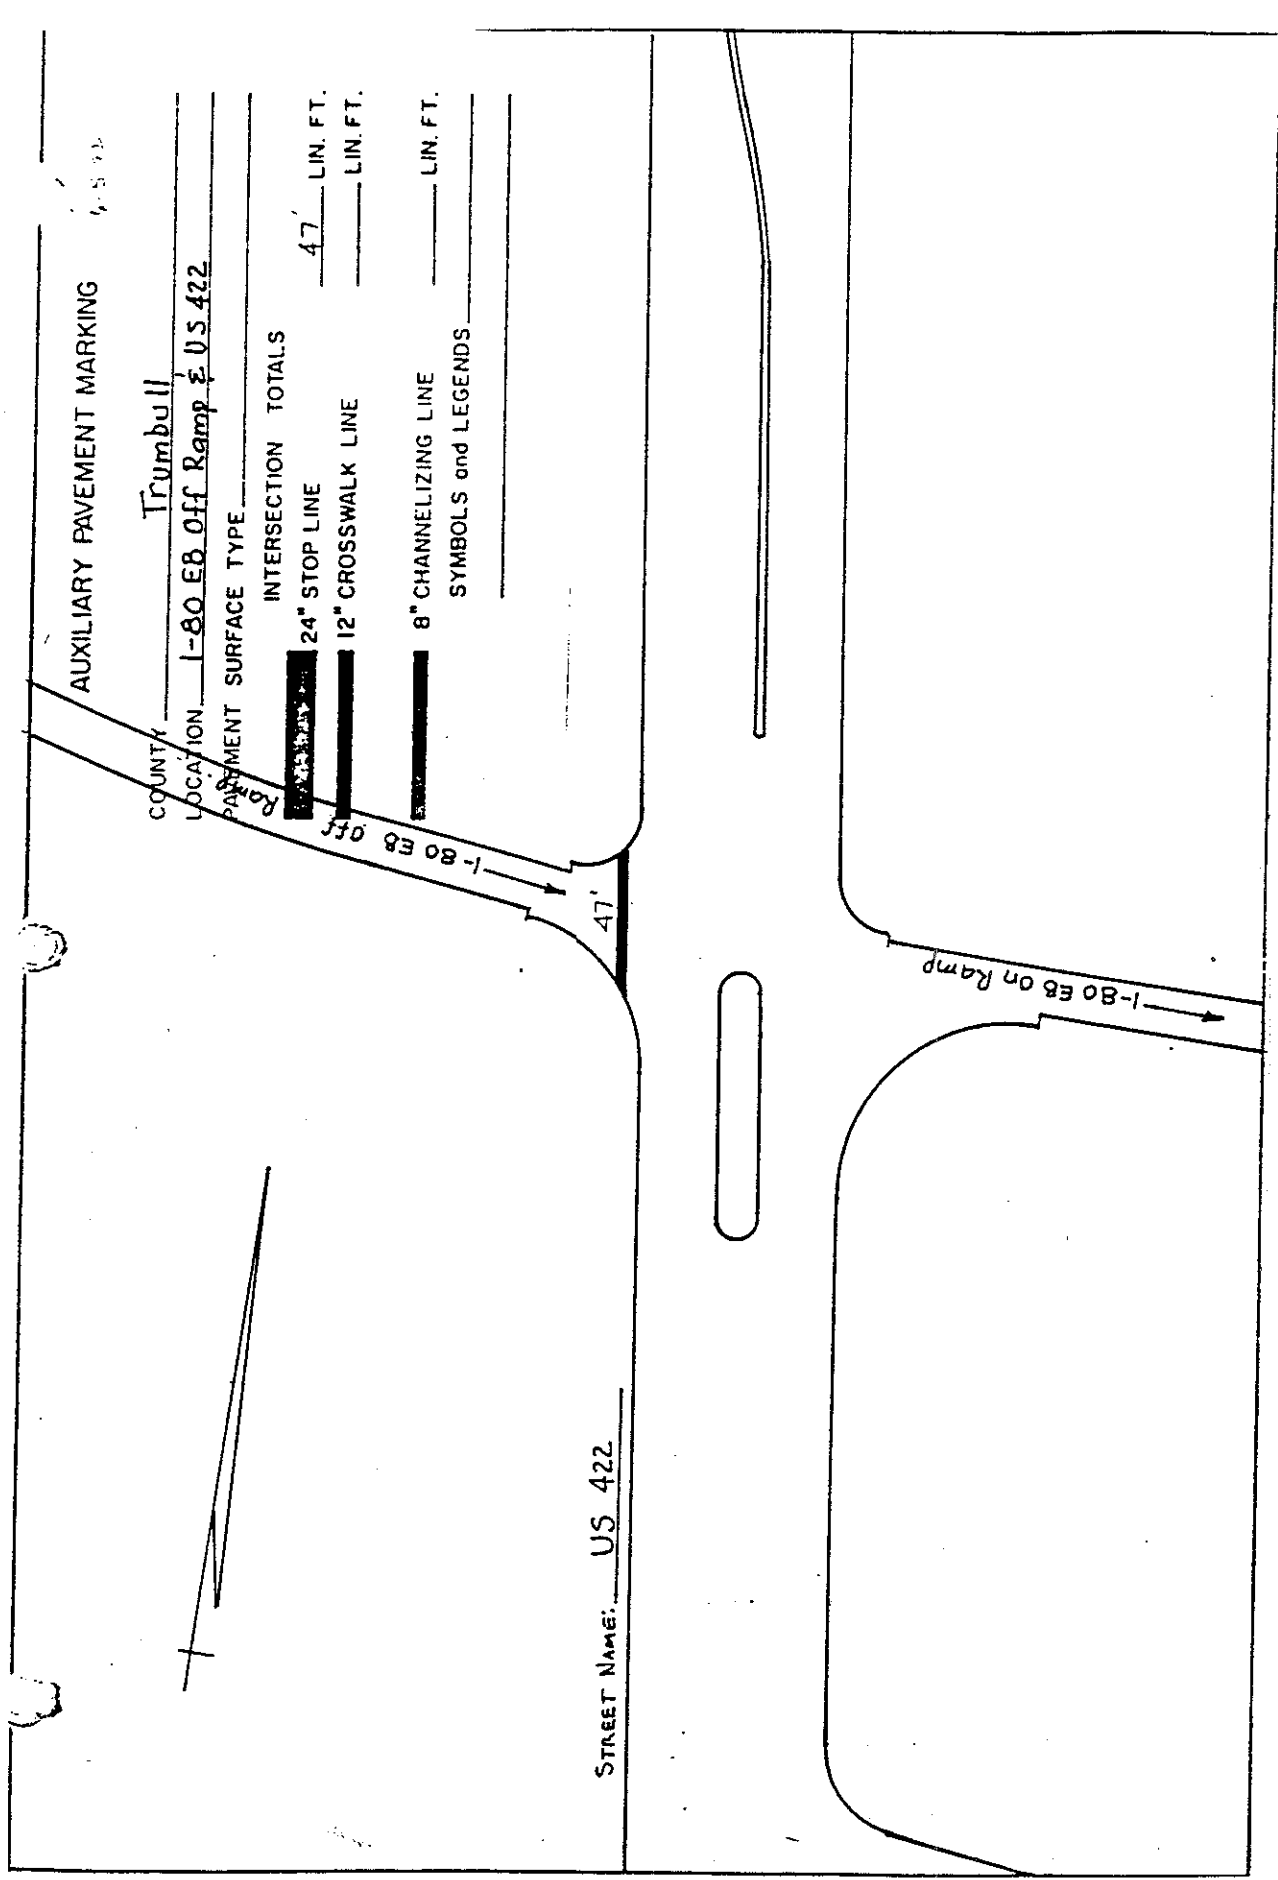 AUXILIARY PAVEMENT MARKING
COUNTY Trumbull
LOCATION I-80 EB Off Ramp & US 422
PAVEMENT SURFACE TYPE
INTERSECTION TOTALS
24" STOP LINE 47' LIN. FT.
12" CROSSWALK LINE LIN. FT.
8" CHANNELIZING LINE LIN. FT.
SYMBOLS and LEGENDS
I-80 EB Off Ramp
47'
STREET NAME: US 422
I-80 EB On Ramp